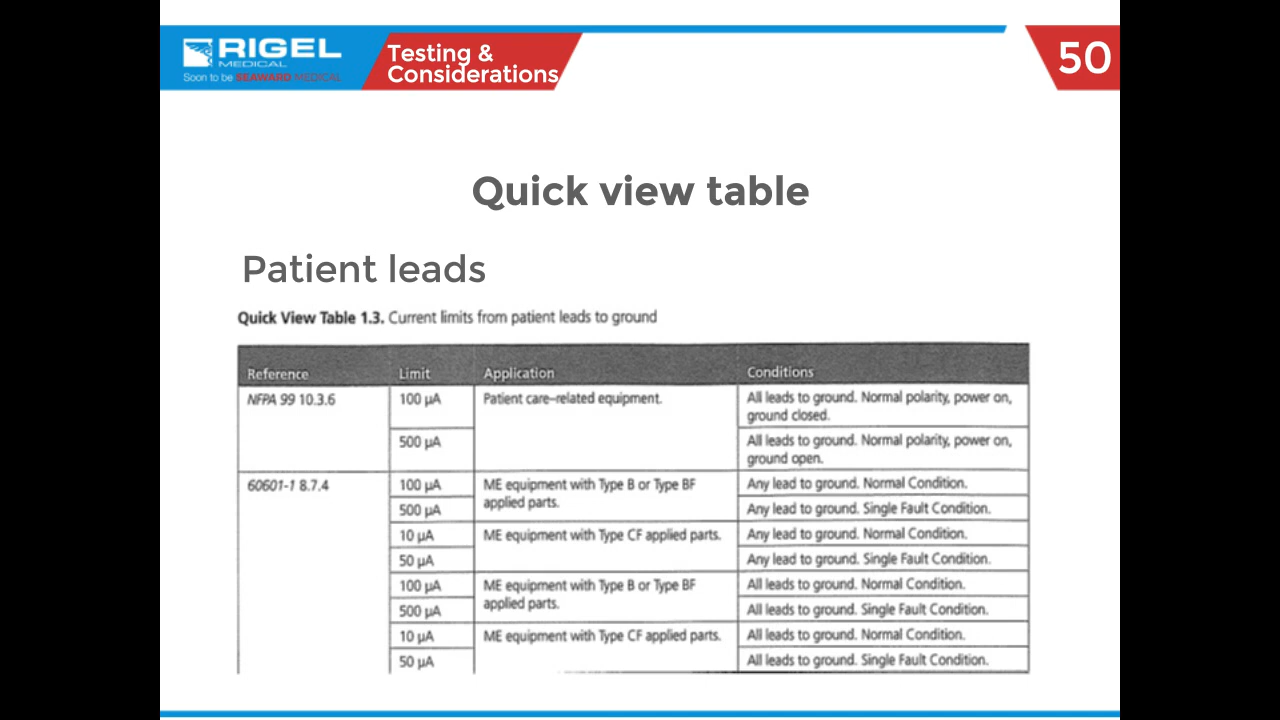 RIGEL
MEDICAL
Soon to be SEAWARD MEDICAL
Testing &
Considerations
50
Quick view table
Patient leads
Quick View Table 1.3. Current limits from patient leads to ground
Reference Limit Application Conditions
NFPA 99 10.3.6 100 µA Patient care–related equipment. All leads to ground. Normal polarity, power on,
ground closed.
500 µA All leads to ground. Normal polarity, power on,
ground open.
60601-1 8.7.4 100 µA ME equipment with Type B or Type BF Any lead to ground. Normal Condition.
applied parts.
500 µA Any lead to ground. Single Fault Condition.
10 µA ME equipment with Type CF applied parts. Any lead to ground. Normal Condition.
50 µA Any lead to ground. Single Fault Condition.
100 µA ME equipment with Type B or Type BF All leads to ground. Normal Condition.
applied parts.
500 µA All leads to ground. Single Fault Condition.
10 µA ME equipment with Type CF applied parts. All leads to ground. Normal Condition.
50 µA All leads to ground. Single Fault Condition.